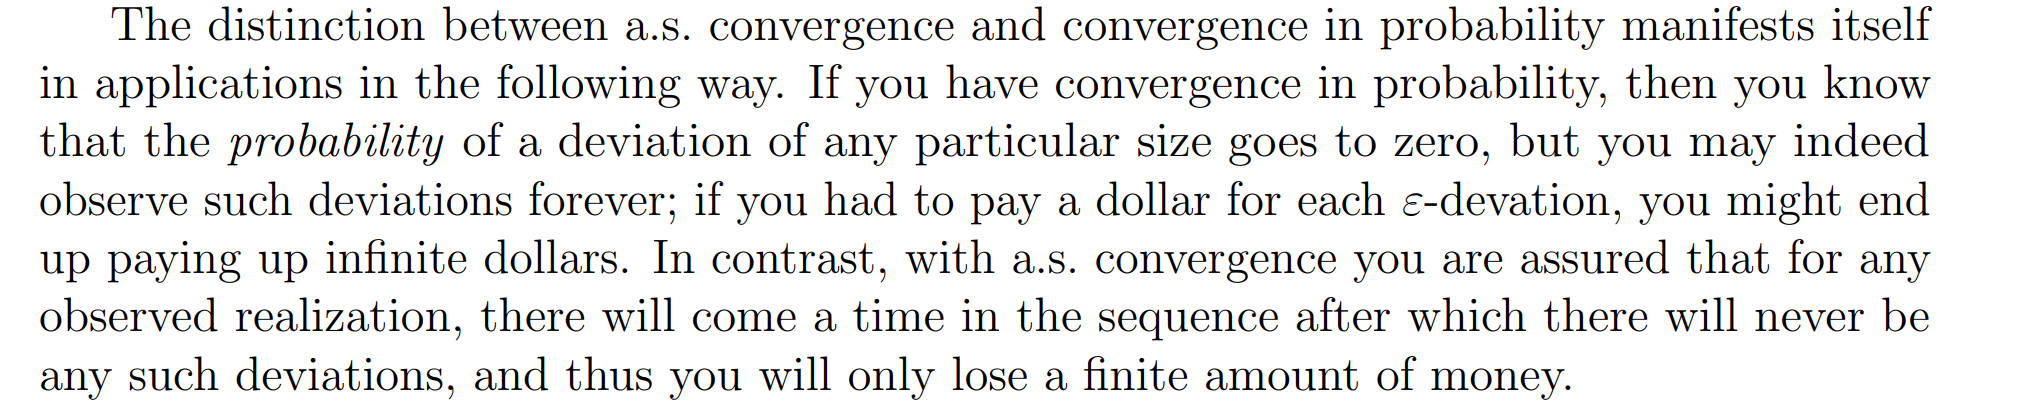 The distinction between a.s. convergence and convergence in probability manifests itself
in applications in the following way. If you have convergence in probability, then you know
that the probability of a deviation of any particular size goes to zero, but you may indeed
observe such deviations forever; if you had to pay a dollar for each ε-devation, you might end
up paying up infinite dollars. In contrast, with a.s. convergence you are assured that for any
observed realization, there will come a time in the sequence after which there will never be
any such deviations, and thus you will only lose a finite amount of money.